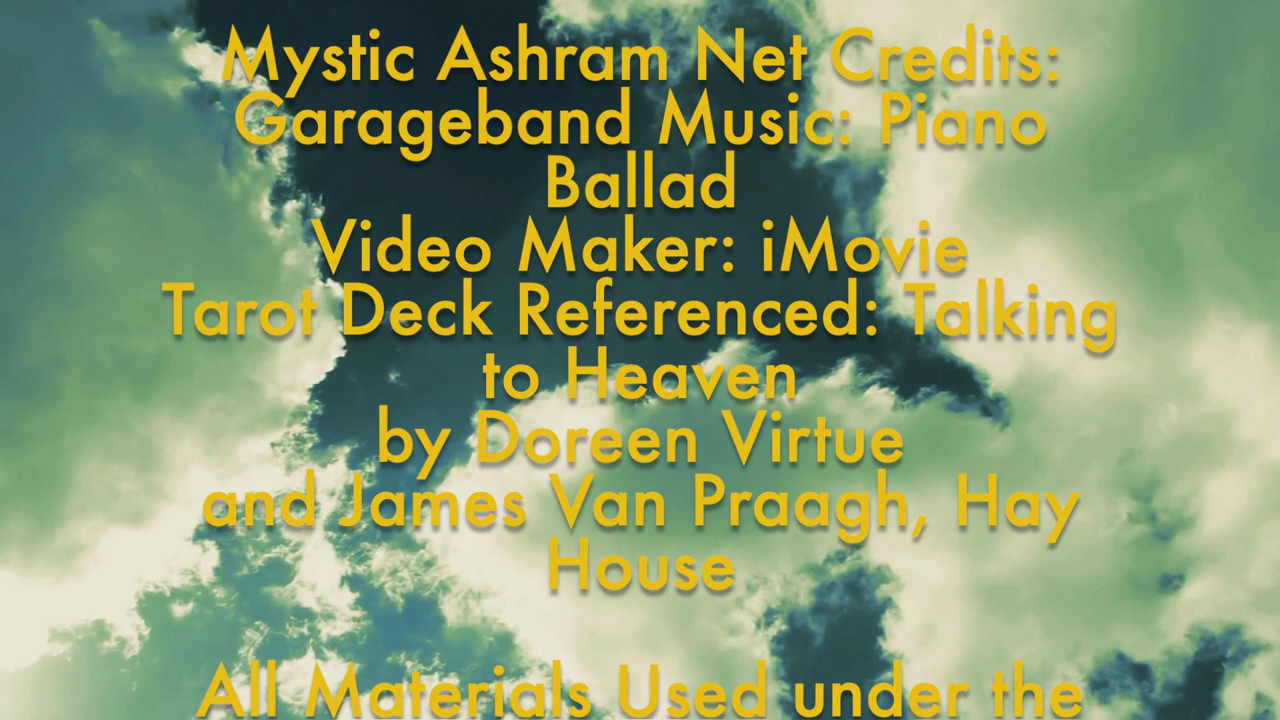 Mystic Ashram Net Credits:
Garageband Music: Piano
Ballad
Video Maker: iMovie
Tarot Deck Referenced: Talking
to Heaven
by Doreen Virtue
and James Van Praagh, Hay
House
All Materials Used under the